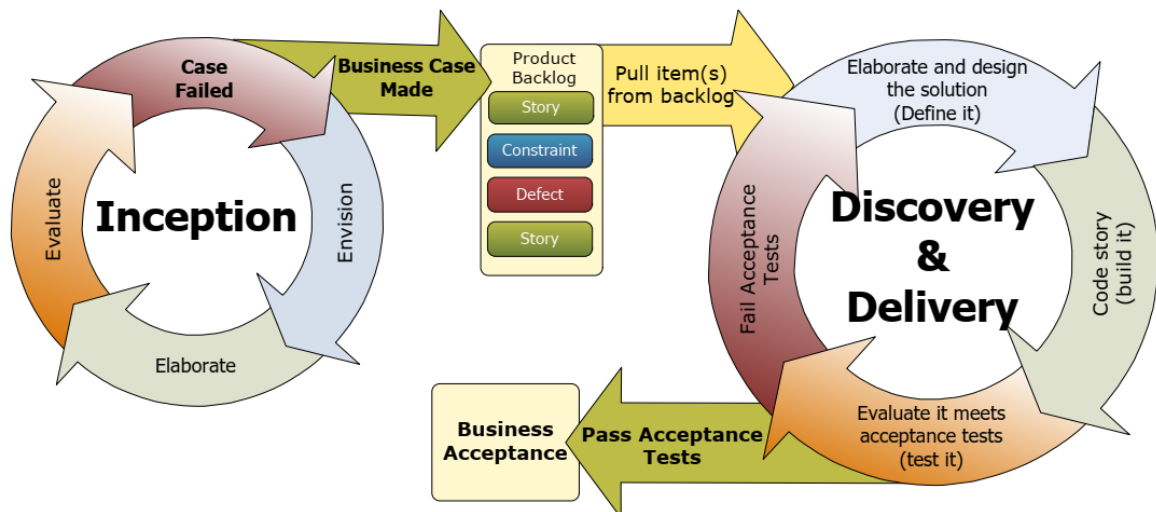 Case
Failed
Envision
Elaborate
Evaluate
Inception
Business Case
Made
Product
Backlog
Story
Constraint
Defect
Story
Pull item(s)
from backlog
Elaborate and design
the solution
(Define it)
Code story
(build it)
Evaluate it meets
acceptance tests
(test it)
Fail Acceptance
Tests
Discovery
&
Delivery
Pass Acceptance
Tests
Business
Acceptance